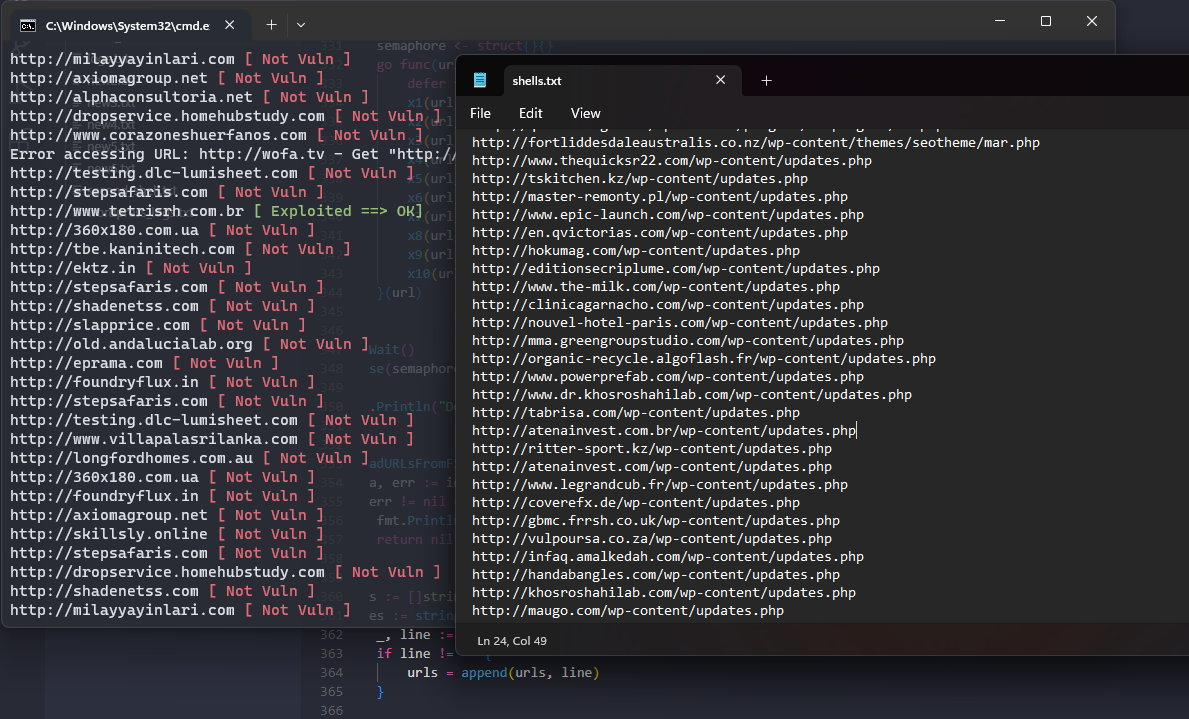 C:\Windows\System32\cmd.e
http://milayyayinlari.com [ Not Vuln ]
http://axiomagroup.net [ Not Vuln ]
http://alphaconsultoria.net [ Not Vuln ]
http://dropservice.homehubstudy.com [ Not Vuln ]
http://www.corazoneshuerfanos.com [ Not Vuln ]
Error accessing URL: http://wofa.tv - Get "http:/
http://testing.dlc-lumisheet.com [ Not Vuln ]
http://stepsafaris.com [ Not Vuln ]
http://www.tetrisrh.com.br [ Exploited ==> OK]
http://360x180.com.ua [ Not Vuln ]
http://tbe.kaninitech.com [ Not Vuln ]
http://ektz.in [ Not Vuln ]
http://stepsafaris.com [ Not Vuln ]
http://shadenetss.com [ Not Vuln ]
http://slapprice.com [ Not Vuln ]
http://old.andalucialab.org [ Not Vuln ]
http://eprama.com [ Not Vuln ]
http://foundryflux.in [ Not Vuln ]
http://stepsafaris.com [ Not Vuln ]
http://testing.dlc-lumisheet.com [ Not Vuln ]
http://www.villapalasrilanka.com [ Not Vuln ]
http://longfordhomes.com.au [ Not Vuln ]
http://360x180.com.ua [ Not Vuln ]
http://foundryflux.in [ Not Vuln ]
http://axiomagroup.net [ Not Vuln ]
http://skillsly.online [ Not Vuln ]
http://stepsafaris.com [ Not Vuln ]
http://dropservice.homehubstudy.com [ Not Vuln ]
http://shadenetss.com [ Not Vuln ]
http://milayyayinlari.com [ Not Vuln ]
shells.txt
File Edit View
http://fortliddesdaleaustralis.co.nz/wp-content/themes/seotheme/mar.php
http://www.thequicksr22.com/wp-content/updates.php
http://tskitchen.kz/wp-content/updates.php
http://master-remonty.pl/wp-content/updates.php
http://www.epic-launch.com/wp-content/updates.php
http://en.qvictorias.com/wp-content/updates.php
http://hokumag.com/wp-content/updates.php
http://editionsecriplume.com/wp-content/updates.php
http://www.the-milk.com/wp-content/updates.php
http://clinicagarnacho.com/wp-content/updates.php
http://nouvel-hotel-paris.com/wp-content/updates.php
http://mma.greengroupstudio.com/wp-content/updates.php
http://organic-recycle.algoflash.fr/wp-content/updates.php
http://www.powerprefab.com/wp-content/updates.php
http://www.dr.khosroshahilab.com/wp-content/updates.php
http://tabrisa.com/wp-content/updates.php
http://atenainvest.com.br/wp-content/updates.php
http://ritter-sport.kz/wp-content/updates.php
http://atenainvest.com/wp-content/updates.php
http://www.legrandcub.fr/wp-content/updates.php
http://coverefx.de/wp-content/updates.php
http://gbmc.frrsh.co.uk/wp-content/updates.php
http://vulpoursa.co.za/wp-content/updates.php
http://infaq.amalkedah.com/wp-content/updates.php
http://handabangles.com/wp-content/updates.php
http://khosroshahilab.com/wp-content/updates.php
http://maugo.com/wp-content/updates.php
Ln 24, Col 49
362 _, line :=
363 if line !=
364 urls = append(urls, line)
365 }
366